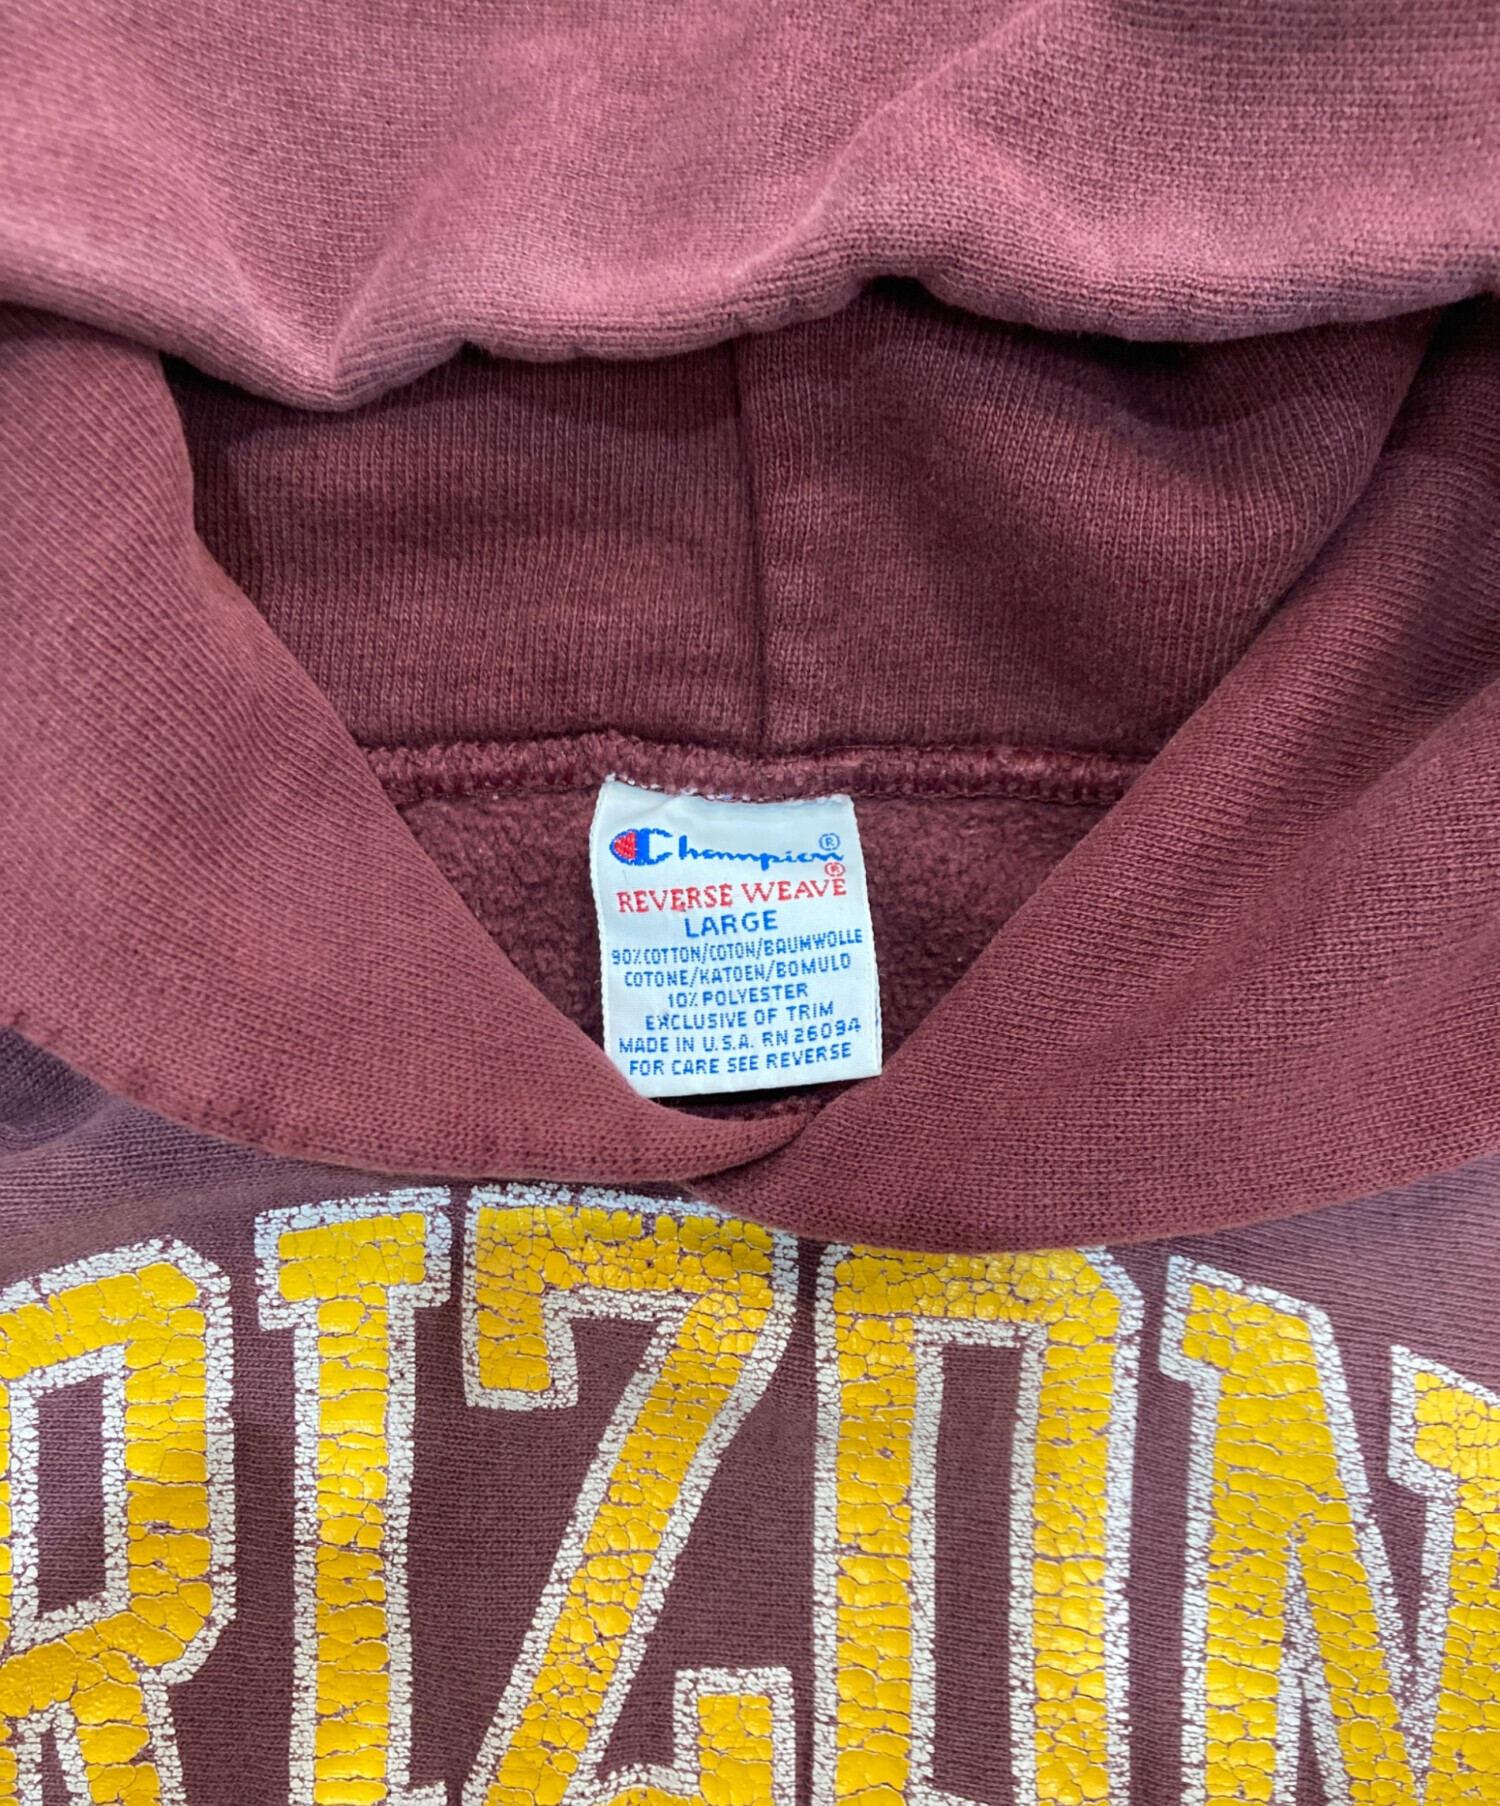 Champion®
REVERSE WEAVE®
LARGE
90%COTTON/COTON/BAUMWOLLE
COTONE/KATOEN/BOMULD
10% POLYESTER
EXCLUSIVE OF TRIM
MADE IN U.S.A. RN 26094
FOR CARE SEE REVERSE
RIZON